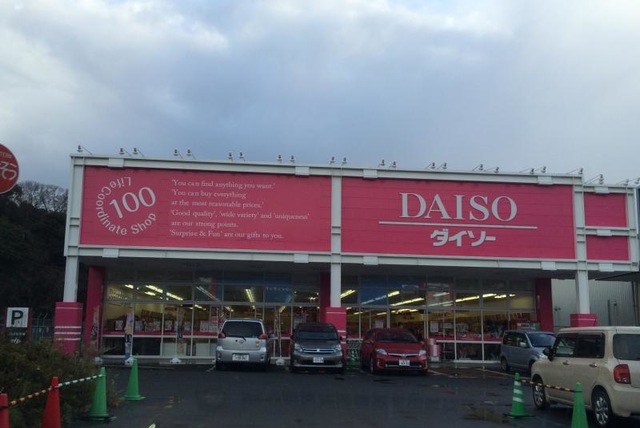 Life Coordinate Shop
100
'You can find anything you want.'
'You can buy everything
at the most reasonable prices.'
'Good quality', 'wide variety' and 'uniqueness'
are our strong points.
'Surprise & Fun' are our gifts to you.
DAISO
ダイソー
P